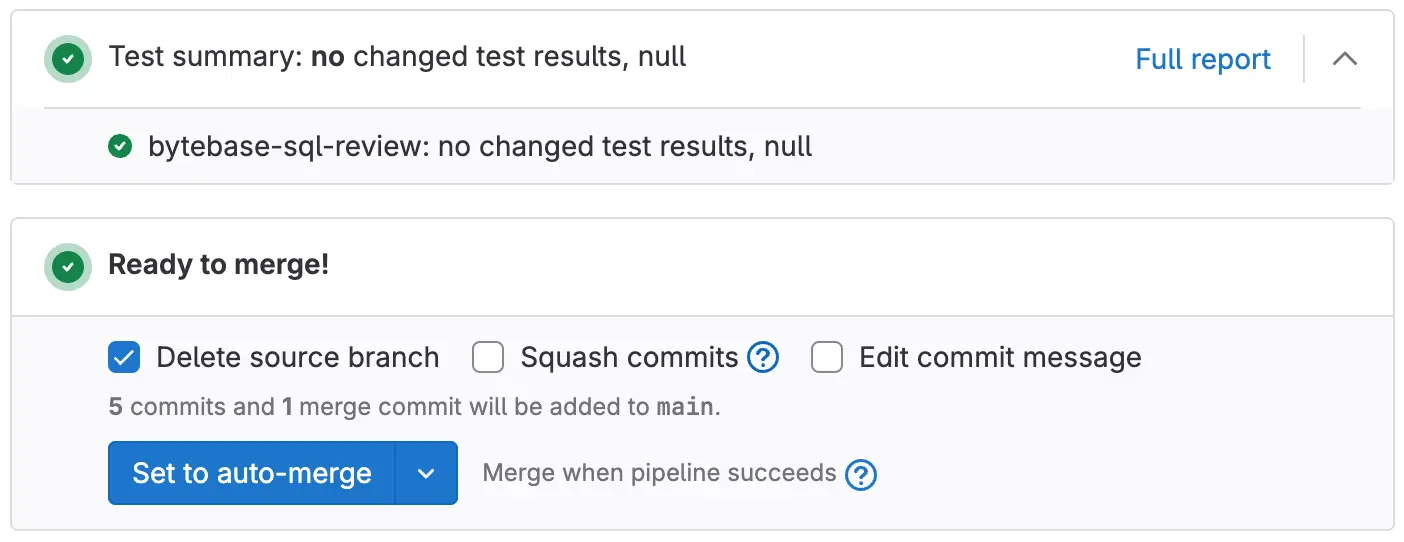 Test summary: no changed test results, null
Full report
bytebase-sql-review: no changed test results, null
Ready to merge!
Delete source branch
Squash commits ?
Edit commit message
5 commits and 1 merge commit will be added to main.
Set to auto-merge
Merge when pipeline succeeds ?